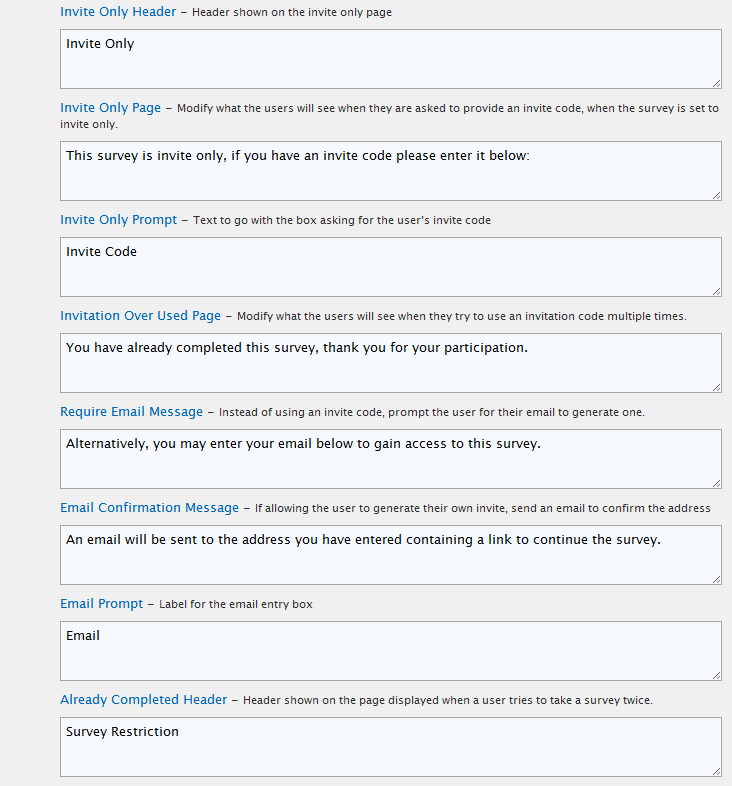 Invite Only Header – Header shown on the invite only page
Invite Only
Invite Only Page – Modify what the users will see when they are asked to provide an invite code, when the survey is set to
invite only.
This survey is invite only, if you have an invite code please enter it below:
Invite Only Prompt – Text to go with the box asking for the user's invite code
Invite Code
Invitation Over Used Page – Modify what the users will see when they try to use an invitation code multiple times.
You have already completed this survey, thank you for your participation.
Require Email Message – Instead of using an invite code, prompt the user for their email to generate one.
Alternatively, you may enter your email below to gain access to this survey.
Email Confirmation Message – If allowing the user to generate their own invite, send an email to confirm the address
An email will be sent to the address you have entered containing a link to continue the survey.
Email Prompt – Label for the email entry box
Email
Already Completed Header – Header shown on the page displayed when a user tries to take a survey twice.
Survey Restriction